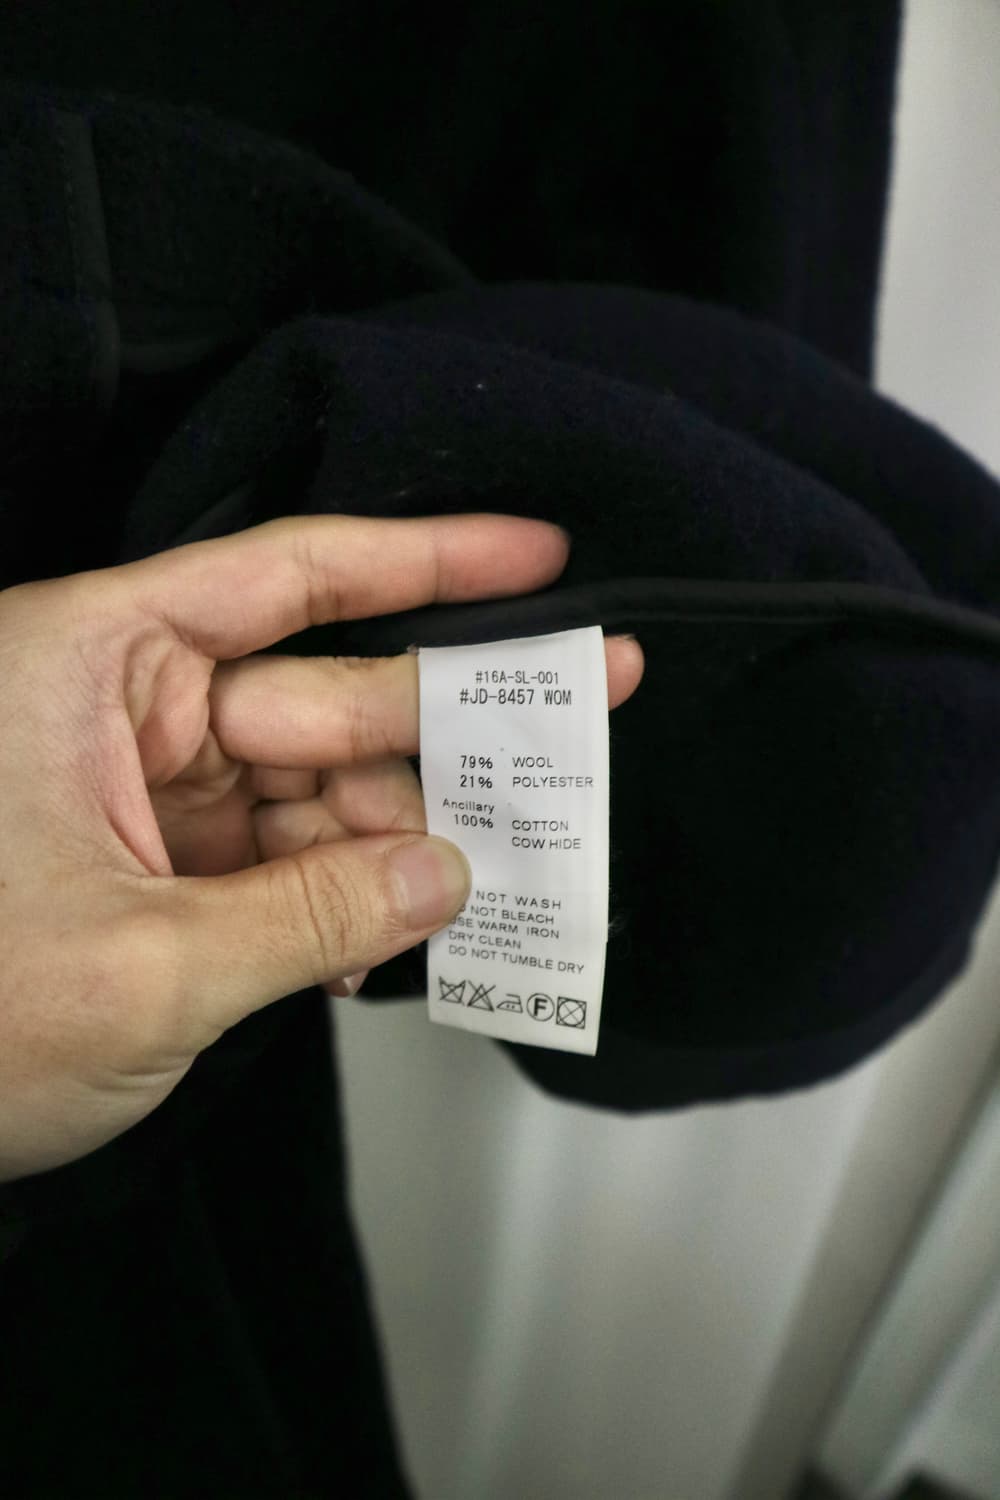 #16A-SL-001
#JD-8457 WOM
79% WOOL
21% POLYESTER
Ancillary
100% COTTON
COW HIDE
NOT WASH
NOT BLEACH
USE WARM IRON
DRY CLEAN
DO NOT TUMBLE DRY
F